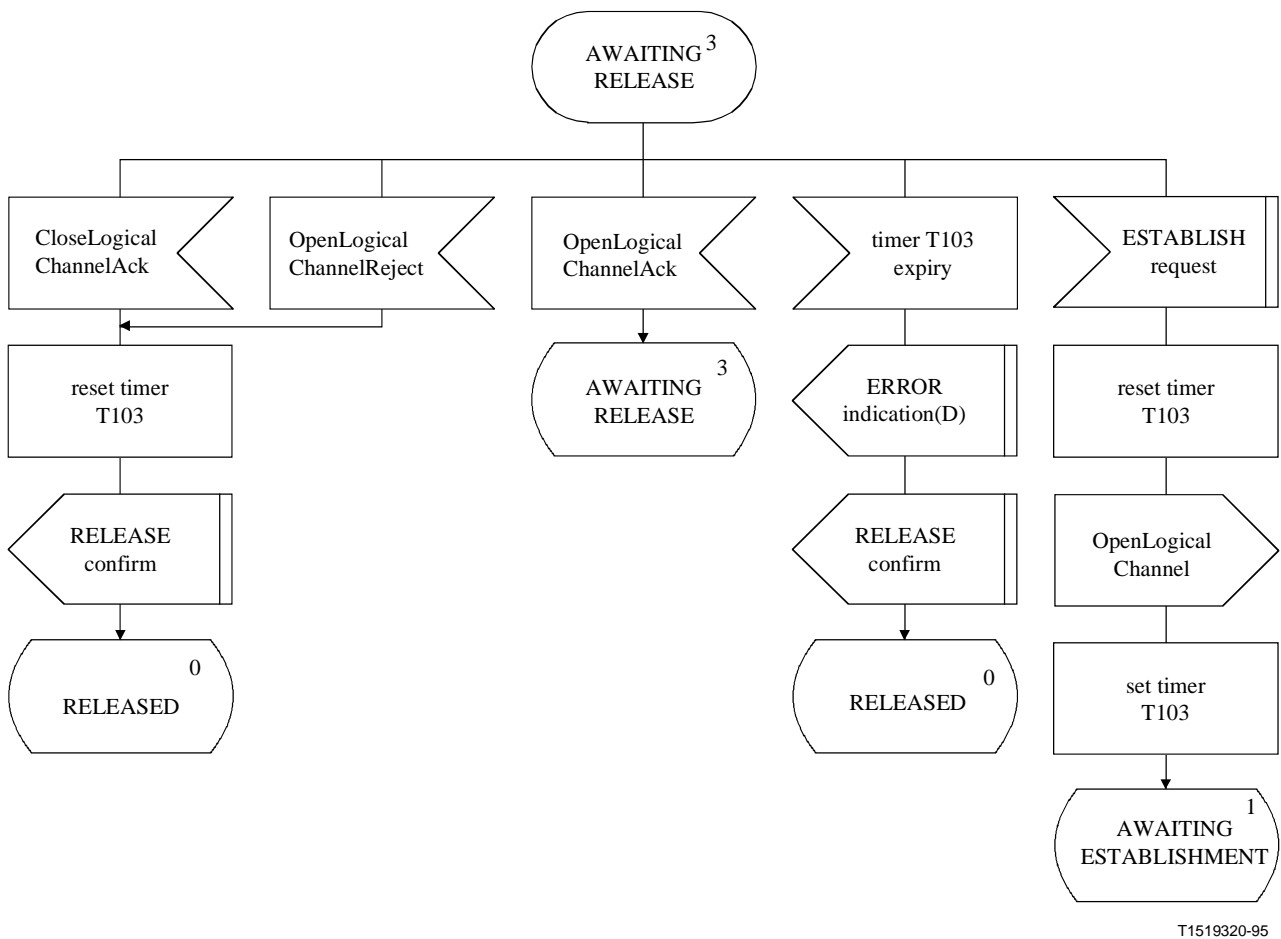 AWAITING 3
RELEASE
CloseLogical
ChannelAck
OpenLogical
ChannelReject
OpenLogical
ChannelAck
timer T103
expiry
ESTABLISH
request
reset timer
T103
3
AWAITING
RELEASE
ERROR
indication(D)
reset timer
T103
RELEASE
confirm
RELEASE
confirm
OpenLogical
Channel
0
RELEASED
0
RELEASED
set timer
T103
1
AWAITING
ESTABLISHMENT
T1519320-95